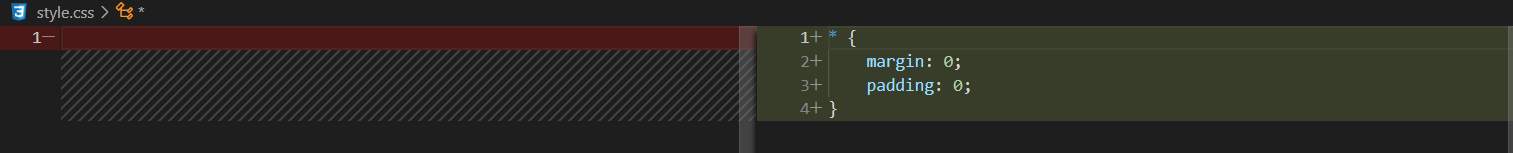 style.css > *
1−
1+ * {
2+ margin: 0;
3+ padding: 0;
4+ }